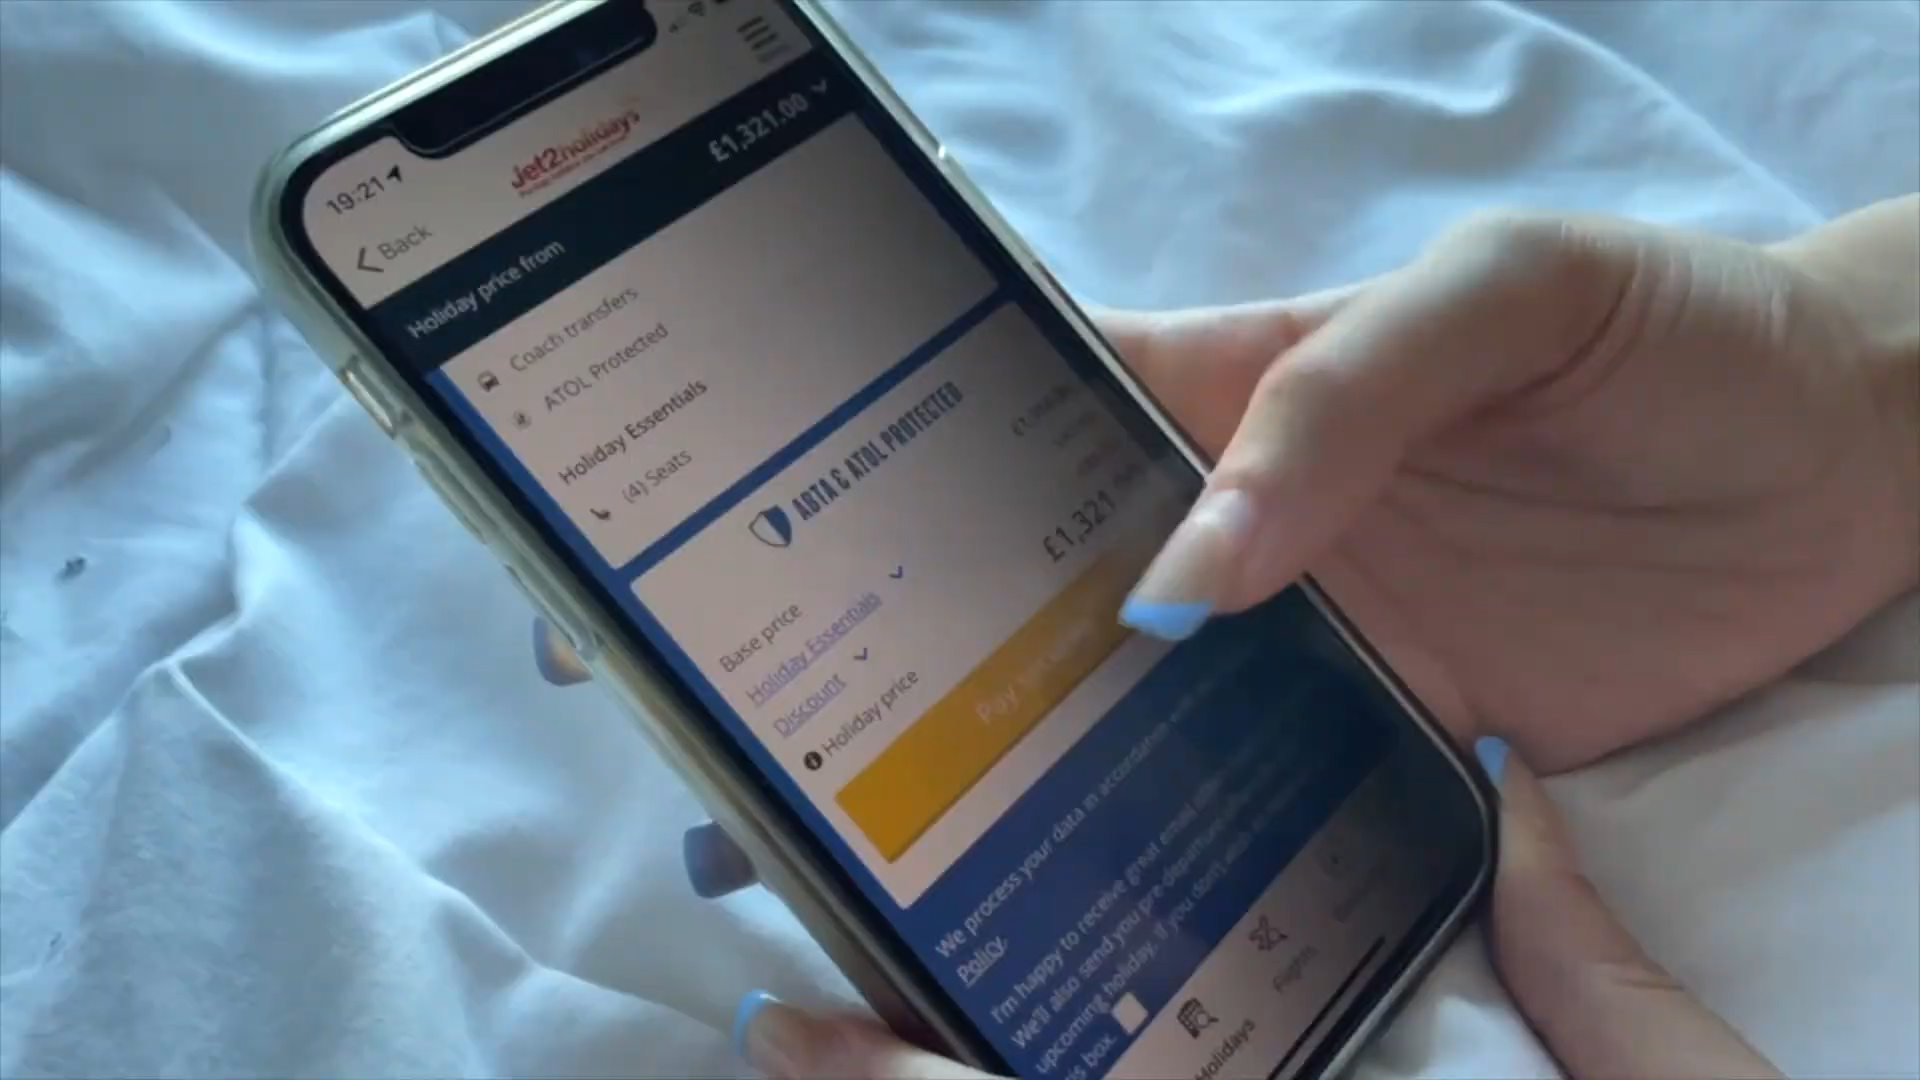 19:21
Back
Jet2holidays
Holiday price from £1,321.00
Coach transfers
ATOL Protected
Holiday Essentials
(4) Seats
ABTA & ATOL PROTECTED
Base price
Holiday Essentials
Discount
Holiday price £1,321
Pay
We process your data in accordance
Policy.
I'm happy to receive great email
We'll also send you pre-departure
upcoming holiday. If you don't wish
is box.
Holidays
Flights